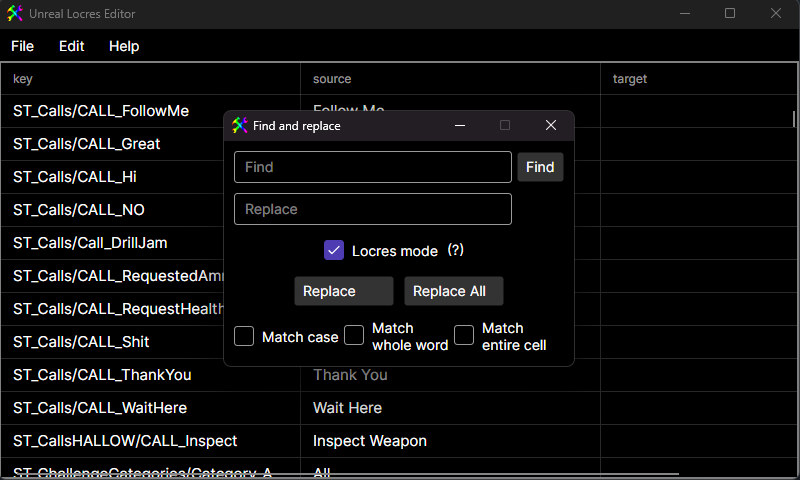 Unreal Locres Editor
File Edit Help
key source target
ST_Calls/CALL_FollowMe Follow Me
ST_Calls/CALL_Great
ST_Calls/CALL_Hi
ST_Calls/CALL_NO
ST_Calls/Call_DrillJam
ST_Calls/CALL_RequestedAm
ST_Calls/CALL_RequestHealth
ST_Calls/CALL_Shit
ST_Calls/CALL_ThankYou Thank You
ST_Calls/CALL_WaitHere Wait Here
ST_CallsHALLOW/CALL_Inspect Inspect Weapon
ST_ChallengeCategories/Category_A All
Find and replace
Find Find
Replace
Locres mode (?)
Replace Replace All
Match case Match whole word Match entire cell